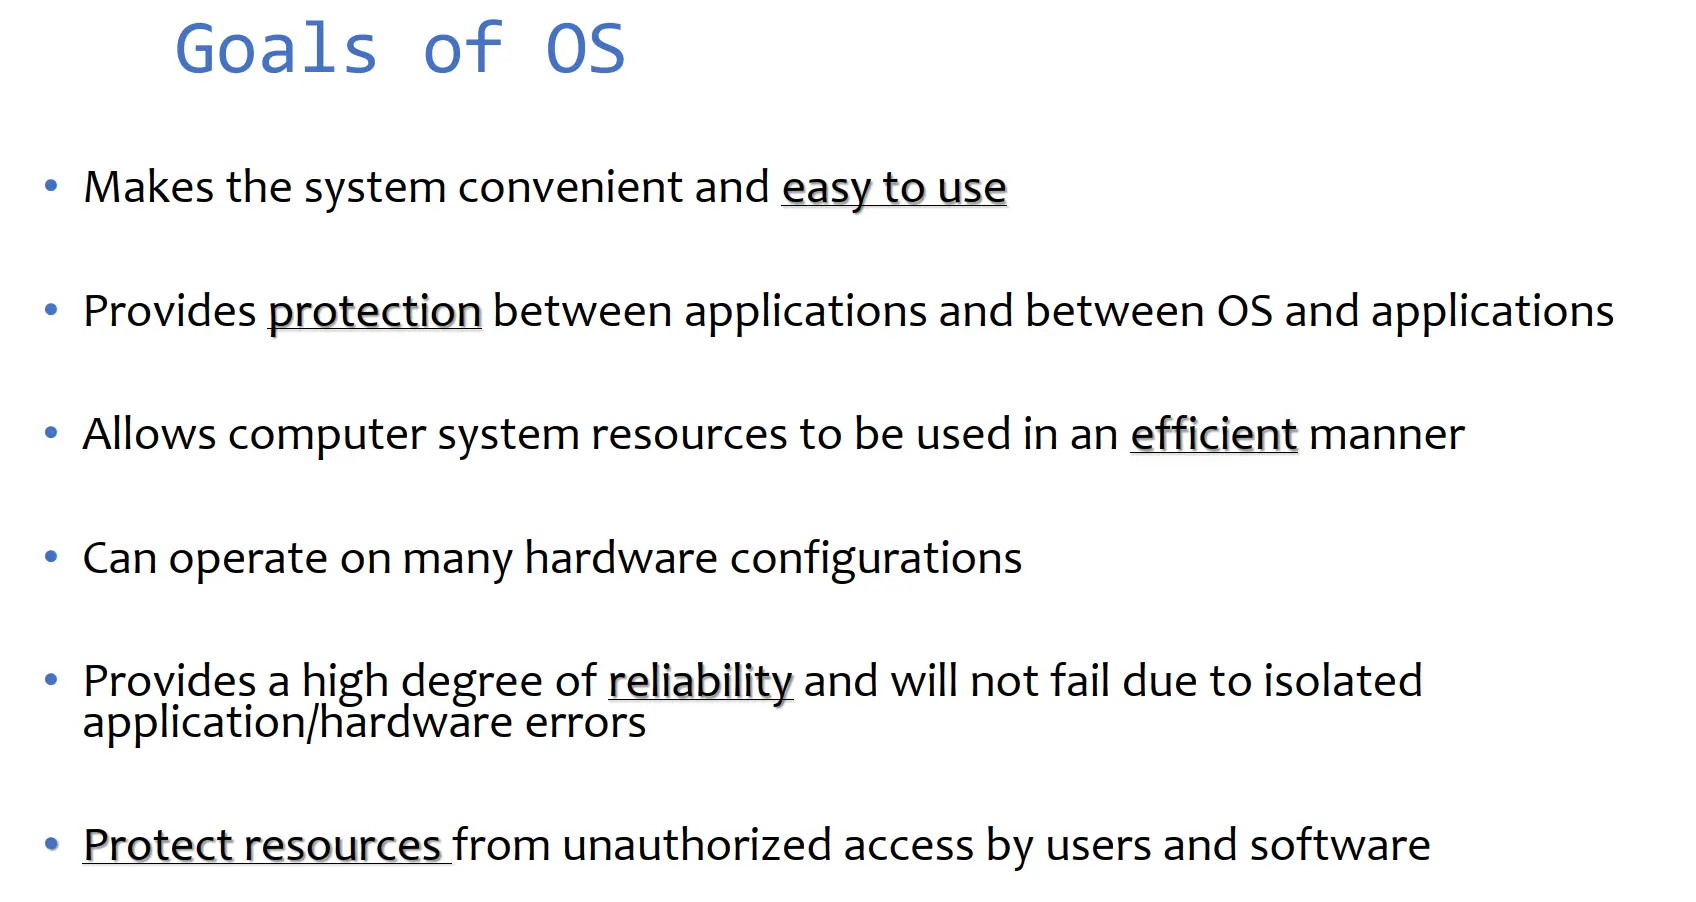 Goals of OS
• Makes the system convenient and easy to use
• Provides protection between applications and between OS and applications
• Allows computer system resources to be used in an efficient manner
• Can operate on many hardware configurations
• Provides a high degree of reliability and will not fail due to isolated
application/hardware errors
• Protect resources from unauthorized access by users and software